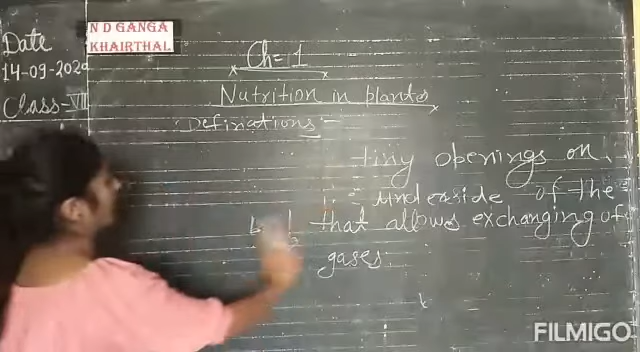 N D GANGA
KHAIRTHAL
Date
14-09-2020
Class-VII
Ch=1
Nutrition in plants
Definations:-
tiny openings on
underside of the
that allows exchanging of
gases.
FILMIGO